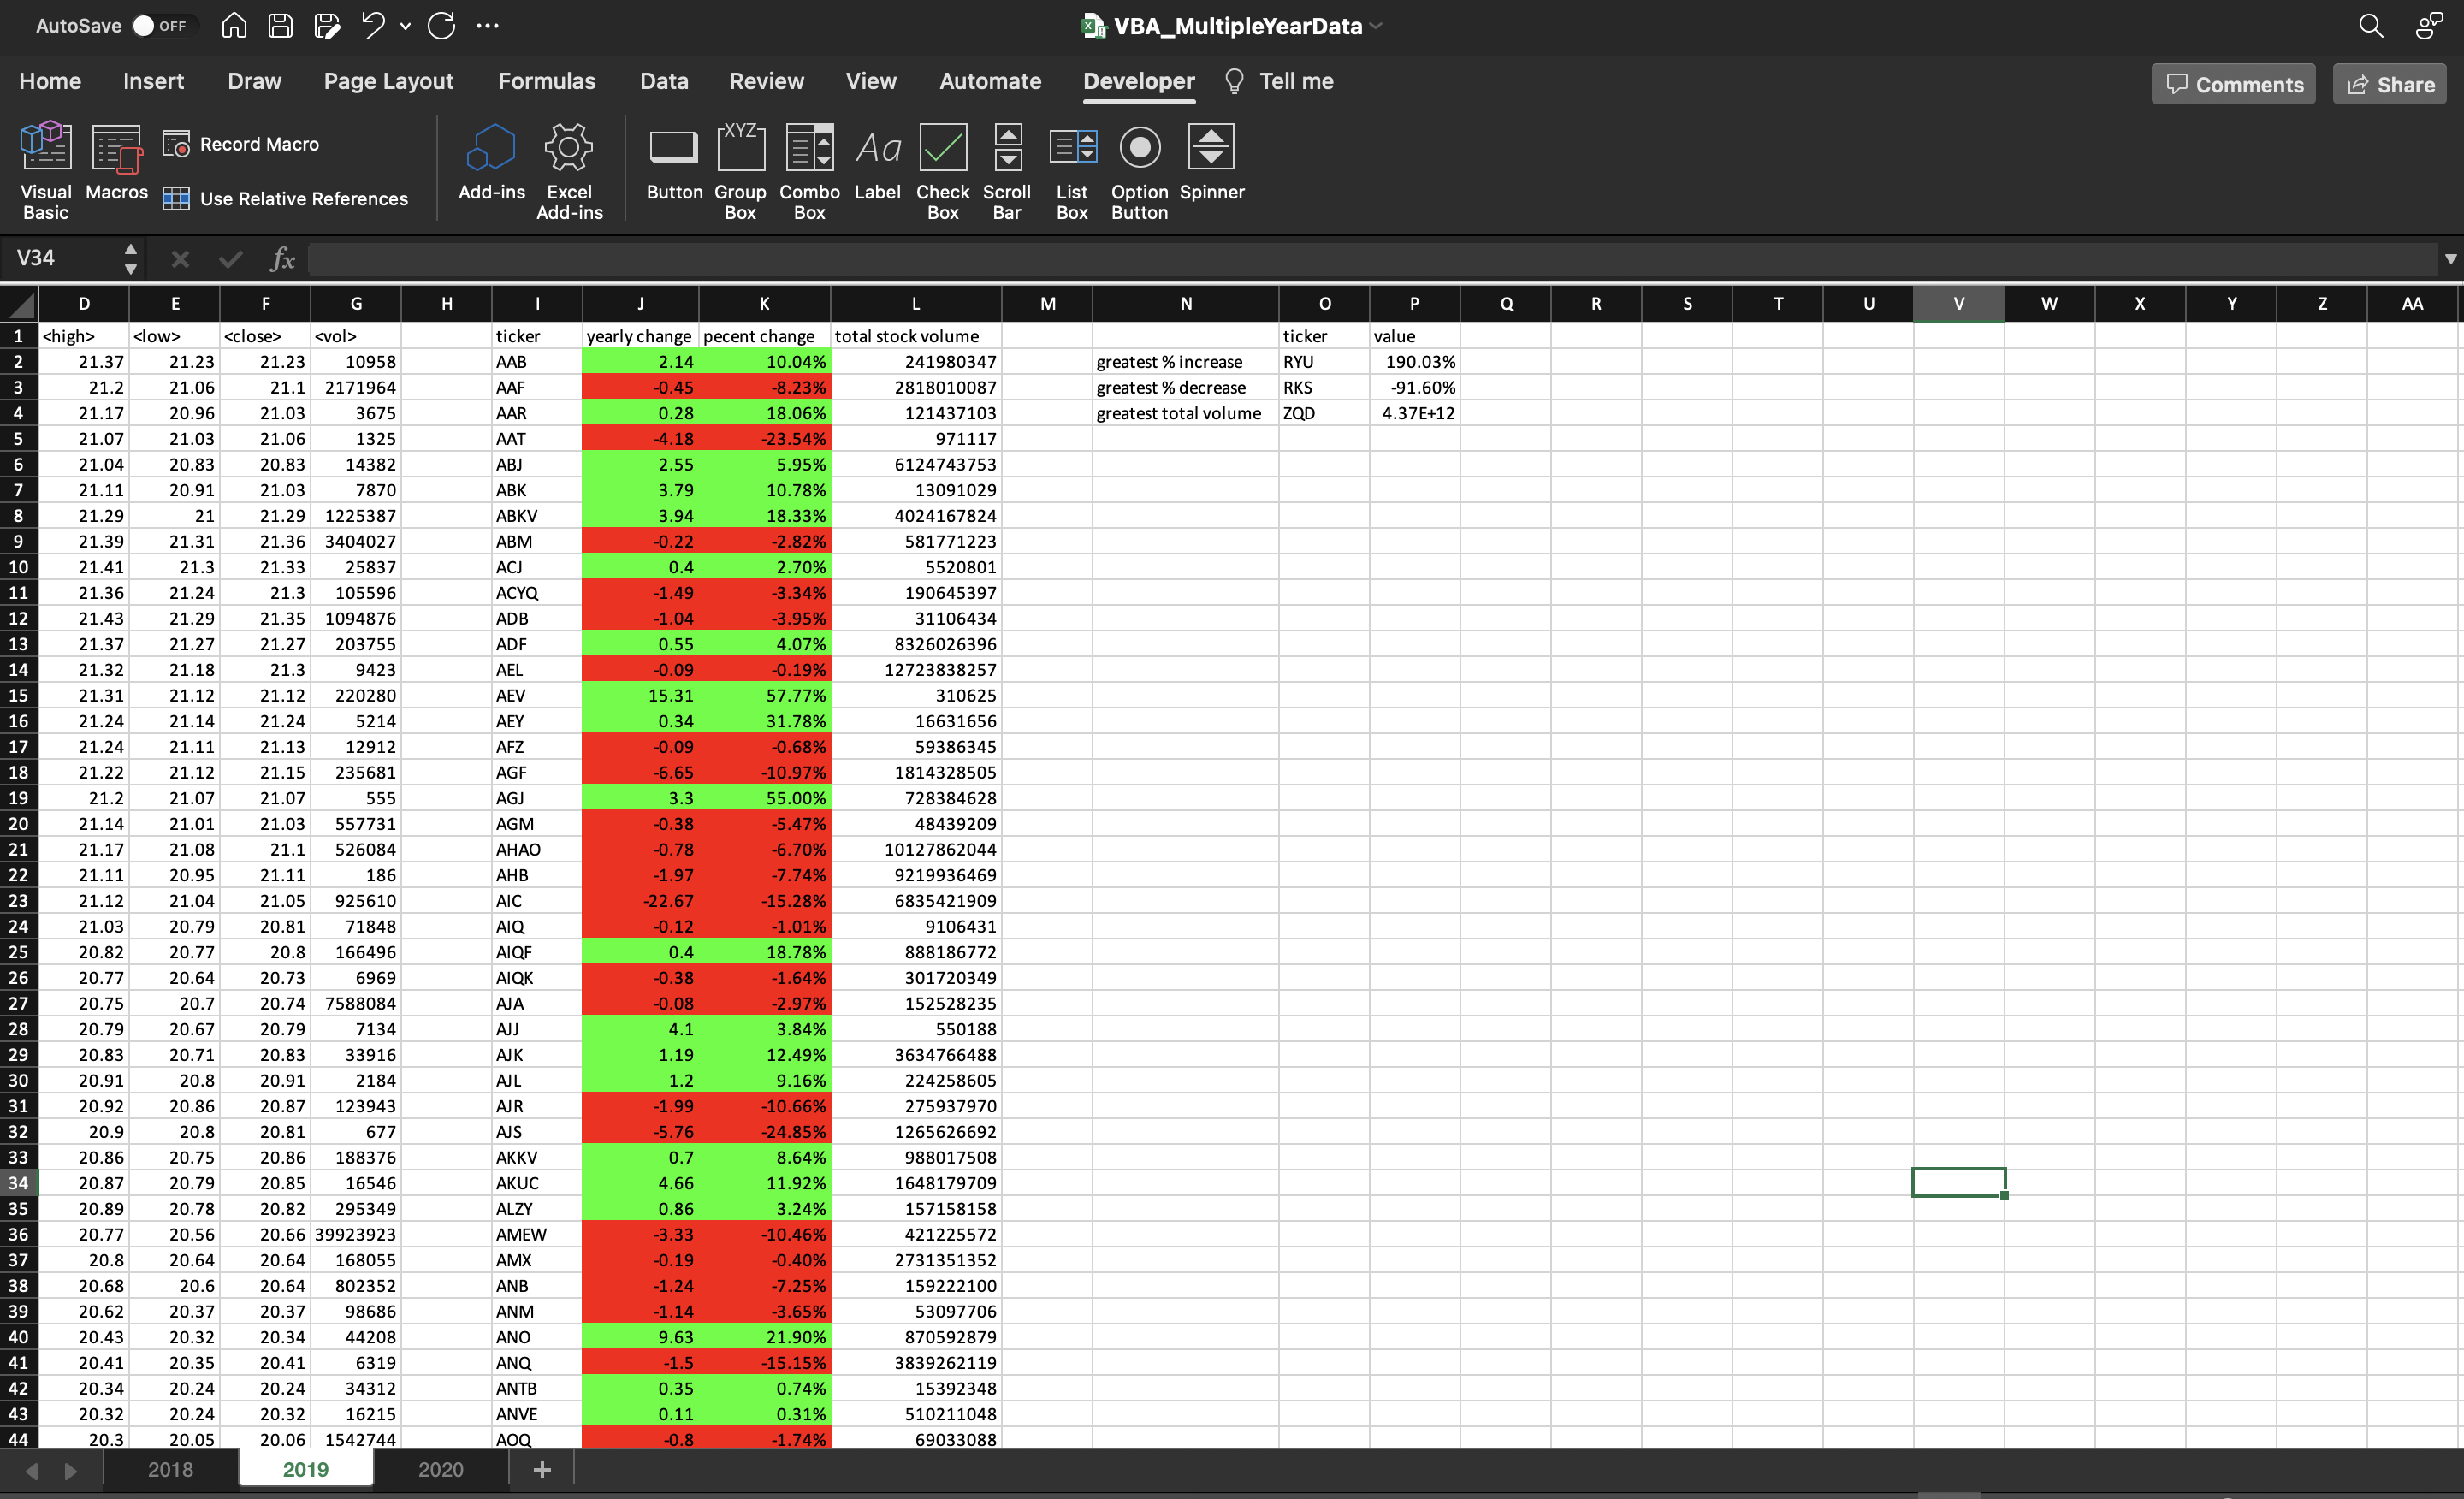 AutoSave OFF VBA_MultipleYearData
Home Insert Draw Page Layout Formulas Data Review View Automate Developer Tell me Comments Share
Visual Basic Macros Record Macro Use Relative References Add-ins Excel Add-ins Button Group Box Combo Box Label Check Box Scroll Bar List Box Option Button Spinner
XYZ Aa
V34 fx
D E F G H I J K L M N O P Q R S T U V W X Y Z AA
1 <high> <low> <close> <vol> ticker yearly change pecent change total stock volume ticker value
2 21.37 21.23 21.23 10958 AAB 2.14 10.04% 241980347 greatest % increase RYU 190.03%
3 21.2 21.06 21.1 2171964 AAF -0.45 -8.23% 2818010087 greatest % decrease RKS -91.60%
4 21.17 20.96 21.03 3675 AAR 0.28 18.06% 121437103 greatest total volume ZQD 4.37E+12
5 21.07 21.03 21.06 1325 AAT -4.18 -23.54% 971117
6 21.04 20.83 20.83 14382 ABJ 2.55 5.95% 6124743753
7 21.11 20.91 21.03 7870 ABK 3.79 10.78% 13091029
8 21.29 21 21.29 1225387 ABKV 3.94 18.33% 4024167824
9 21.39 21.31 21.36 3404027 ABM -0.22 -2.82% 581771223
10 21.41 21.3 21.33 25837 ACJ 0.4 2.70% 5520801
11 21.36 21.24 21.3 105596 ACYQ -1.49 -3.34% 190645397
12 21.43 21.29 21.35 1094876 ADB -1.04 -3.95% 31106434
13 21.37 21.27 21.27 203755 ADF 0.55 4.07% 8326026396
14 21.32 21.18 21.3 9423 AEL -0.09 -0.19% 12723838257
15 21.31 21.12 21.12 220280 AEV 15.31 57.77% 310625
16 21.24 21.14 21.24 5214 AEY 0.34 31.78% 16631656
17 21.24 21.11 21.13 12912 AFZ -0.09 -0.68% 59386345
18 21.22 21.12 21.15 235681 AGF -6.65 -10.97% 1814328505
19 21.2 21.07 21.07 555 AGJ 3.3 55.00% 728384628
20 21.14 21.01 21.03 557731 AGM -0.38 -5.47% 48439209
21 21.17 21.08 21.1 526084 AHAO -0.78 -6.70% 10127862044
22 21.11 20.95 21.11 186 AHB -1.97 -7.74% 9219936469
23 21.12 21.04 21.05 925610 AIC -22.67 -15.28% 6835421909
24 21.03 20.79 20.81 71848 AIQ -0.12 -1.01% 9106431
25 20.82 20.77 20.8 166496 AIQF 0.4 18.78% 888186772
26 20.77 20.64 20.73 6969 AIQK -0.38 -1.64% 301720349
27 20.75 20.7 20.74 7588084 AJA -0.08 -2.97% 152528235
28 20.79 20.67 20.79 7134 AJJ 4.1 3.84% 550188
29 20.83 20.71 20.83 33916 AJK 1.19 12.49% 3634766488
30 20.91 20.8 20.91 2184 AJL 1.2 9.16% 224258605
31 20.92 20.86 20.87 123943 AJR -1.99 -10.66% 275937970
32 20.9 20.8 20.81 677 AJS -5.76 -24.85% 1265626692
33 20.86 20.75 20.86 188376 AKKV 0.7 8.64% 988017508
34 20.87 20.79 20.85 16546 AKUC 4.66 11.92% 1648179709
35 20.89 20.78 20.82 295349 ALZY 0.86 3.24% 157158158
36 20.77 20.56 20.66 39923923 AMEW -3.33 -10.46% 421225572
37 20.8 20.64 20.64 168055 AMX -0.19 -0.40% 2731351352
38 20.68 20.6 20.64 802352 ANB -1.24 -7.25% 159222100
39 20.62 20.37 20.37 98686 ANM -1.14 -3.65% 53097706
40 20.43 20.32 20.34 44208 ANO 9.63 21.90% 870592879
41 20.41 20.35 20.41 6319 ANQ -1.5 -15.15% 3839262119
42 20.34 20.24 20.24 34312 ANTB 0.35 0.74% 15392348
43 20.32 20.24 20.32 16215 ANVE 0.11 0.31% 510211048
44 20.3 20.05 20.06 1542744 AOQ -0.8 -1.74% 69033088
2018 2019 2020 +